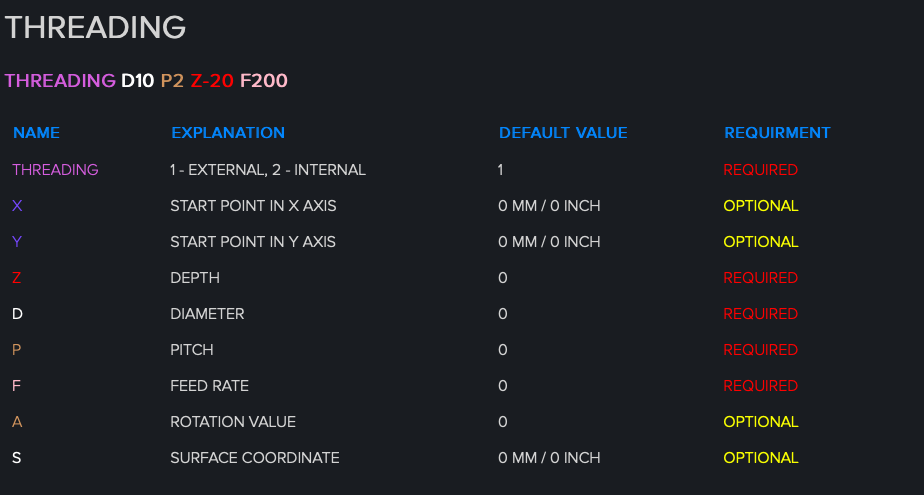 THREADING
THREADING D10 P2 Z-20 F200
NAME EXPLANATION DEFAULT VALUE REQUIRMENT
THREADING 1 - EXTERNAL, 2 - INTERNAL 1 REQUIRED
X START POINT IN X AXIS 0 MM / 0 INCH OPTIONAL
Y START POINT IN Y AXIS 0 MM / 0 INCH OPTIONAL
Z DEPTH 0 REQUIRED
D DIAMETER 0 REQUIRED
P PITCH 0 REQUIRED
F FEED RATE 0 REQUIRED
A ROTATION VALUE 0 OPTIONAL
S SURFACE COORDINATE 0 MM / 0 INCH OPTIONAL